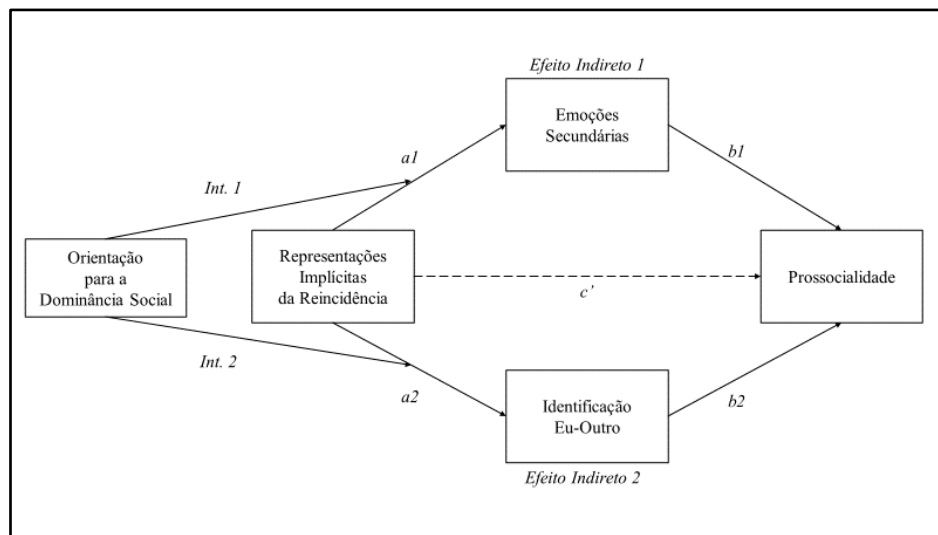 Efeito Indireto 1
Emoções
Secundárias
a1
b1
Int. 1
Orientação
para a
Dominância Social
Representações
Implícitas
da Reincidência
c’
Prossocialidade
Int. 2
a2
b2
Identificação
Eu-Outro
Efeito Indireto 2